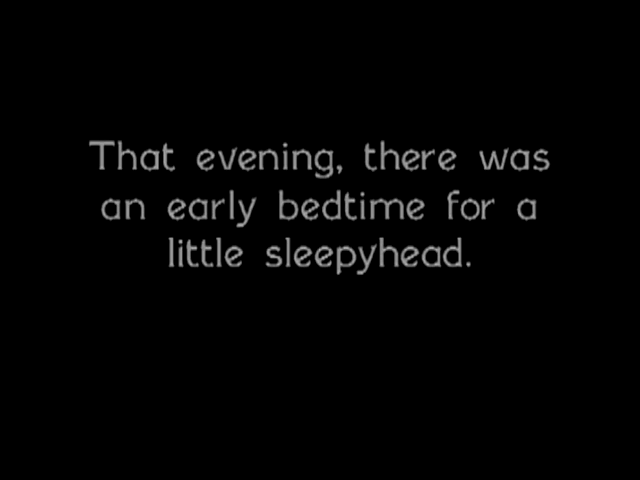 That evening, there was
an early bedtime for a
little sleepyhead.